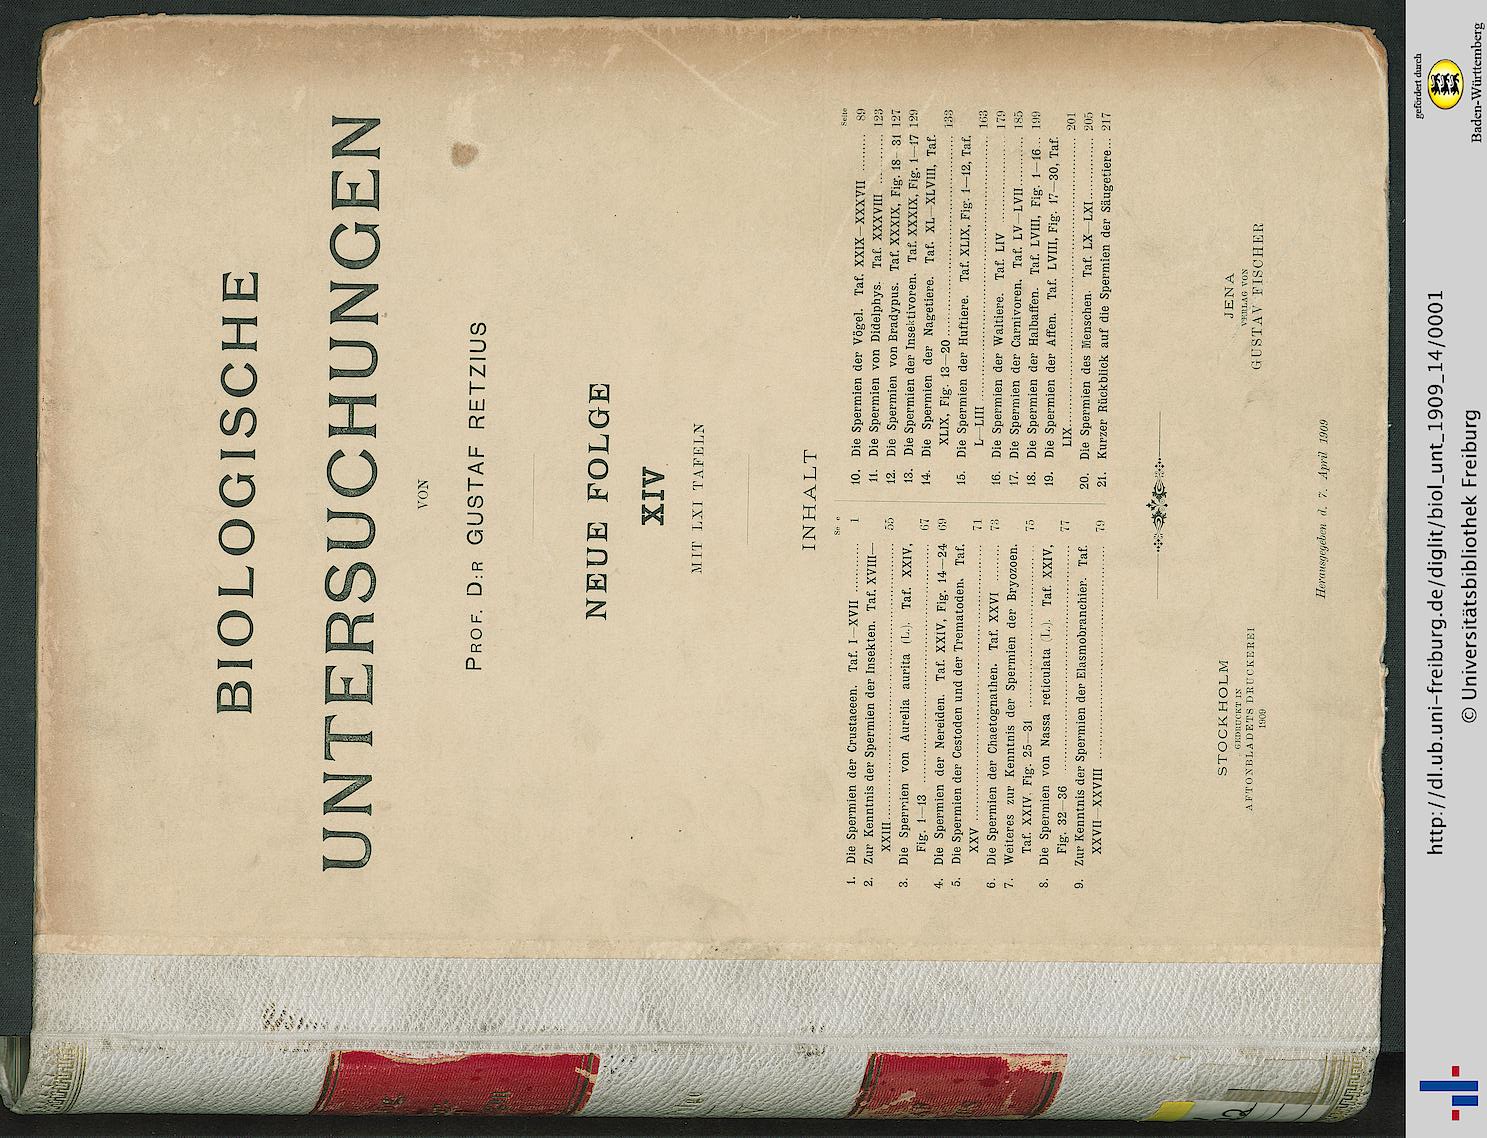 BIOLOGISCHE
UNTERSUCHUNGEN
VON
PROF. D:R GUSTAF RETZIUS
NEUE FOLGE
XIV
MIT LXI TAFELN
INHALT
Seite
1. Die Spermien der Crustaceen. Taf. I—XVII .......... 1
2. Zur Kenntnis der Spermien der Insekten. Taf. XVIII—
XXIII .......... 55
3. Die Spermien von Aurelia aurita (L.). Taf. XXIV,
Fig. 1—13 .......... 67
4. Die Spermien der Nereiden. Taf. XXIV, Fig. 14—24 69
5. Die Spermien der Cestoden und der Trematoden. Taf.
XXV .......... 71
6. Die Spermien der Chaetognathen. Taf. XXVI .......... 73
7. Weiteres zur Kenntnis der Spermien der Bryozoen.
Taf. XXIV, Fig. 25—31 .......... 75
8. Die Spermien von Nassa reticulata (L.). Taf. XXIV,
Fig. 32—36 .......... 77
9. Zur Kenntnis der Spermien der Elasmobranchier. Taf.
XXVII—XXVIII .......... 79
Seite
10. Die Spermien der Vögel. Taf. XXIX—XXXVII .......... 89
11. Die Spermien von Didelphys. Taf. XXXVIII .......... 123
12. Die Spermien von Bradypus. Taf. XXXIX, Fig. 18—31 127
13. Die Spermien der Insektivoren. Taf. XXXIX, Fig. 1—17 129
14. Die Spermien der Nagetiere. Taf. XL—XLVIII, Taf.
XLIX, Fig. 13—20 .......... 133
15. Die Spermien der Huftiere. Taf. XLIX, Fig. 1—12, Taf.
L—LIII .......... 163
16. Die Spermien der Waltiere. Taf. LIV .......... 179
17. Die Spermien der Carnivoren. Taf. LV—LVII .......... 185
18. Die Spermien der Halbaffen. Taf. LVIII, Fig. 1—16 .. 199
19. Die Spermien der Affen. Taf. LVIII, Fig. 17—30, Taf.
LIX .......... 201
20. Die Spermien des Menschen. Taf. LX—LXI .......... 205
21. Kurzer Rückblick auf die Spermien der Säugetiere ... 217
STOCKHOLM
GEDRUCKT IN
AFTONBLADETS DRUCKEREI
1909
JENA
VERLAG VON
GUSTAV FISCHER
Herausgegeben d. 7. April 1909
http://dl.ub.uni-freiburg.de/diglit/biol_unt_1909_14/0001
© Universitätsbibliothek Freiburg
gefördert durch
Baden-Württemberg